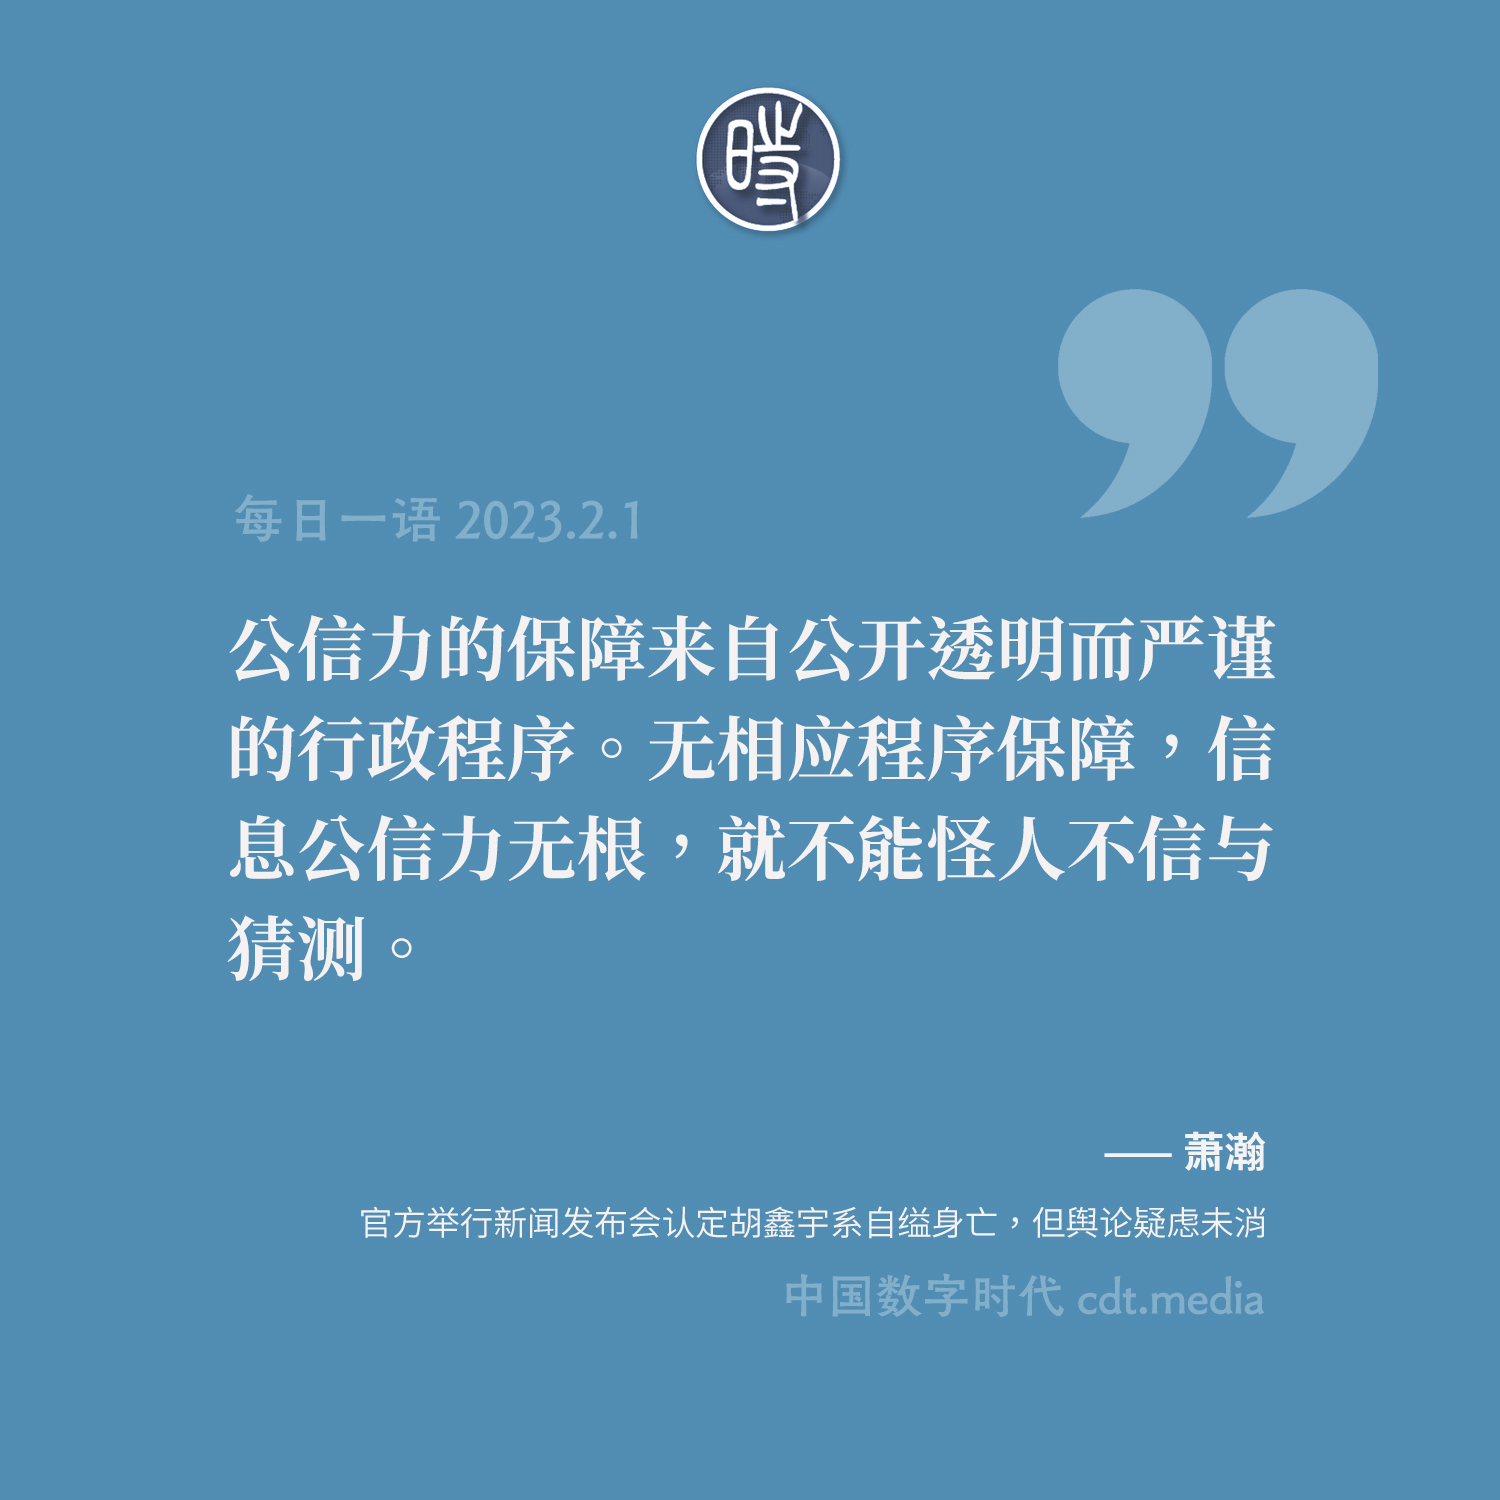 時
每日一语 2023.2.1
公信力的保障来自公开透明而严谨
的行政程序。无相应程序保障，信
息公信力无根，就不能怪人不信与
猜测。
—— 萧瀚
官方举行新闻发布会认定胡鑫宇系自缢身亡，但舆论疑虑未消
中国数字时代 cdt.media